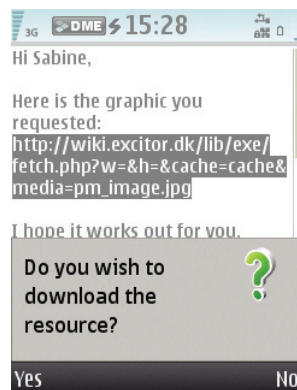 3G DME 15:28
Hi Sabine,
Here is the graphic you
requested:
http://wiki.excitor.dk/lib/exe/
fetch.php?w=&h=&cache=cache&
media=pm_image.jpg
I hope it works out for you.
Do you wish to
download the
resource?
Yes No